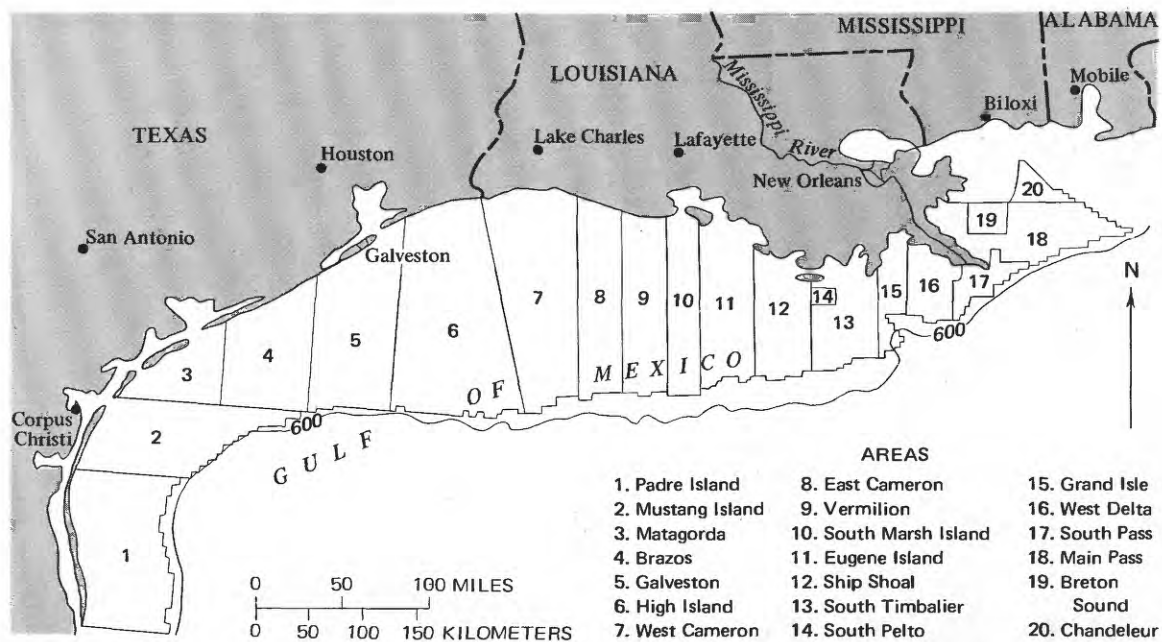 MISSISSIPPI
ALABAMA
LOUISIANA
Mississippi
River
Mobile
Biloxi
TEXAS
Lake Charles
Lafayette
Houston
New Orleans
San Antonio
Galveston
20
19
18
N
17
16
15
14
13
12
11
10
9
8
7
6
5
4
3
600
Corpus
Christi
2
600
GULF OF MEXICO
1
AREAS
1. Padre Island
2. Mustang Island
3. Matagorda
4. Brazos
5. Galveston
6. High Island
7. West Cameron
8. East Cameron
9. Vermilion
10. South Marsh Island
11. Eugene Island
12. Ship Shoal
13. South Timbalier
14. South Pelto
15. Grand Isle
16. West Delta
17. South Pass
18. Main Pass
19. Breton
Sound
20. Chandeleur
0 50 100 MILES
0 50 100 150 KILOMETERS